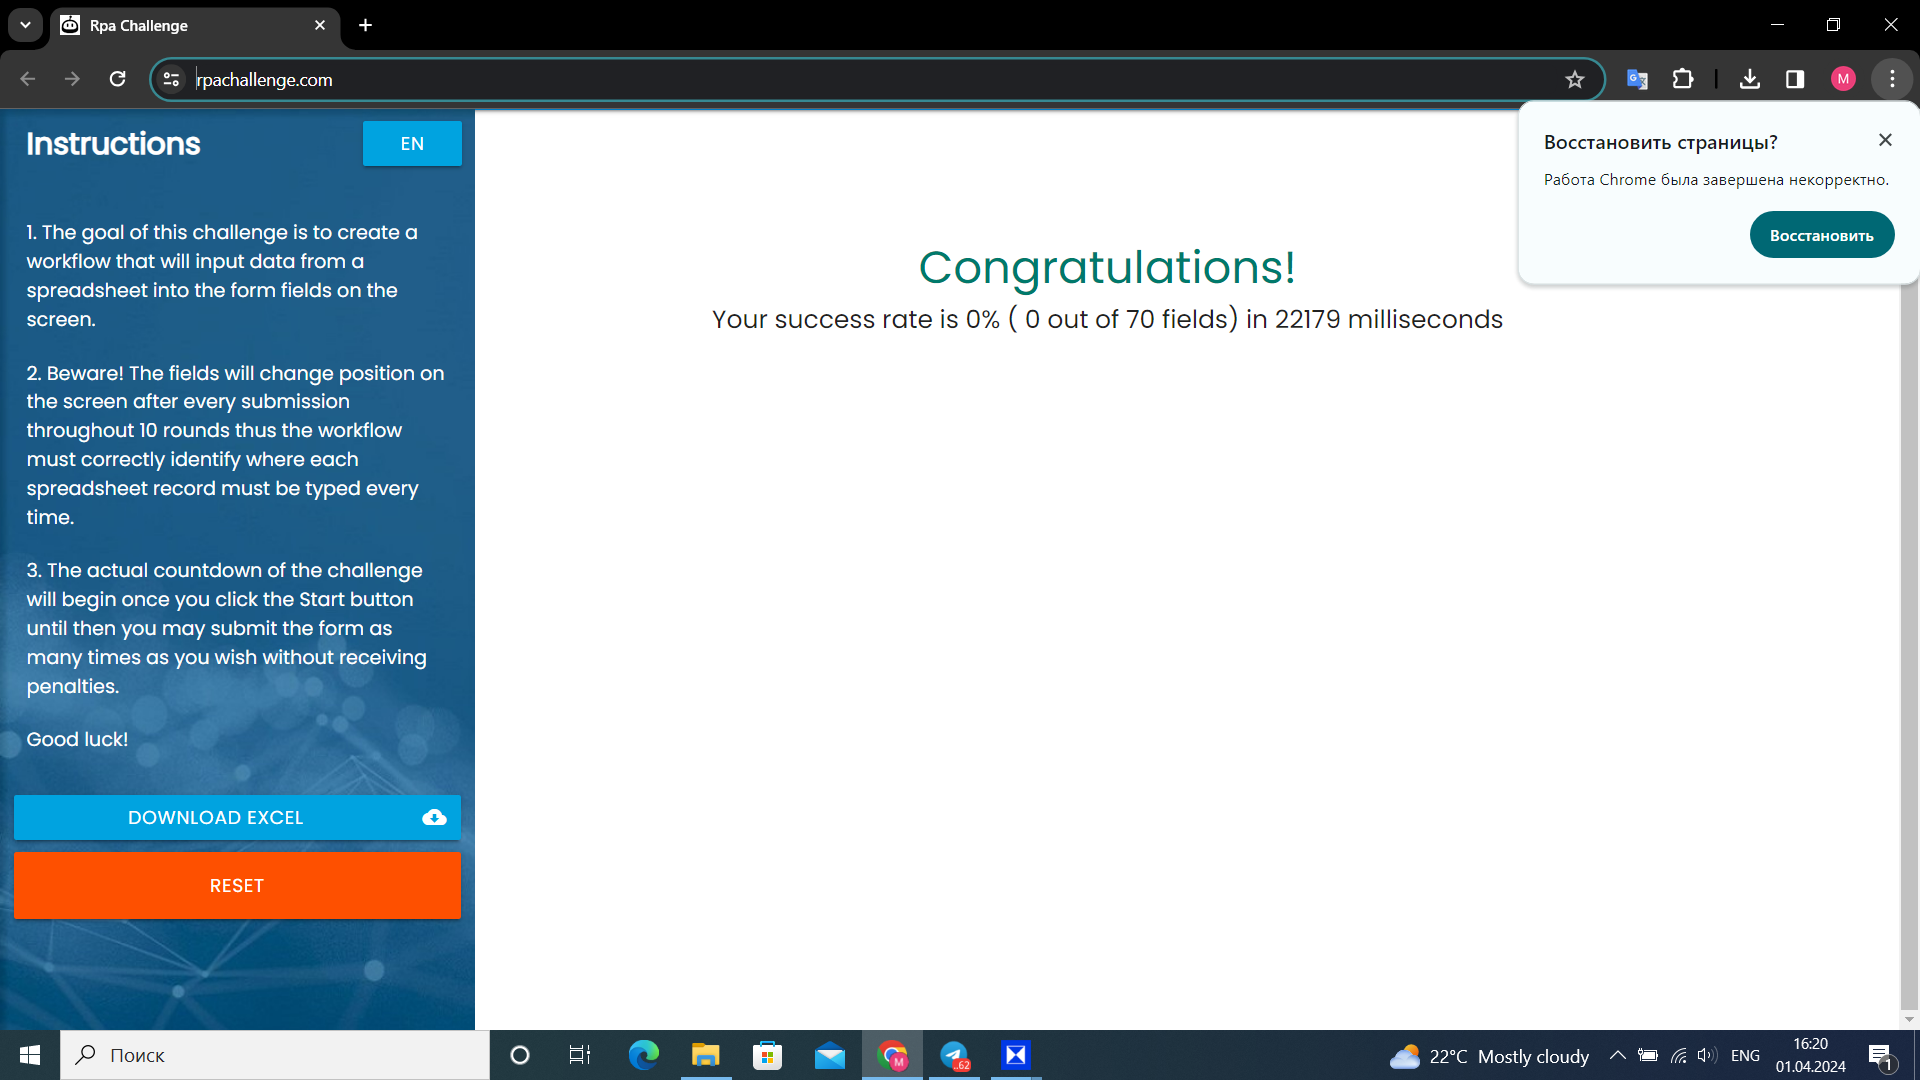 Rpa Challenge
rpachallenge.com
M
Восстановить страницы?
Работа Chrome была завершена некорректно.
Восстановить
Instructions
EN
1. The goal of this challenge is to create a
workflow that will input data from a
spreadsheet into the form fields on the
screen.
2. Beware! The fields will change position on
the screen after every submission
throughout 10 rounds thus the workflow
must correctly identify where each
spreadsheet record must be typed every
time.
3. The actual countdown of the challenge
will begin once you click the Start button
until then you may submit the form as
many times as you wish without receiving
penalties.
Good luck!
DOWNLOAD EXCEL
RESET
Congratulations!
Your success rate is 0% ( 0 out of 70 fields) in 22179 milliseconds
Поиск
M
..62
22°C Mostly cloudy
ENG
16:20
01.04.2024
1